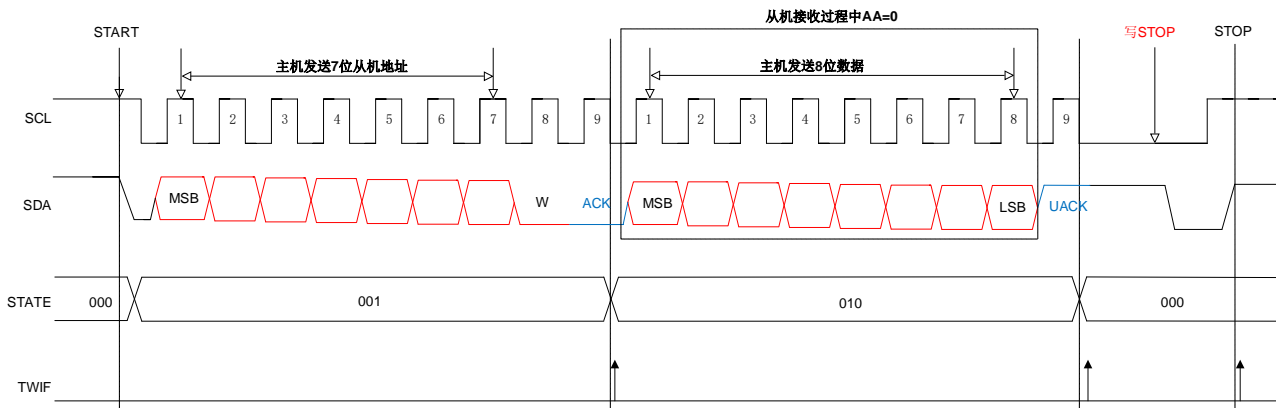 从机接收过程中AA=0
START
写STOP
STOP
主机发送7位从机地址
主机发送8位数据
SCL
1 2 3 4 5 6 7 8 9 1 2 3 4 5 6 7 8 9
SDA
MSB W ACK MSB LSB UACK
STATE 000 001 010 000
TWIF